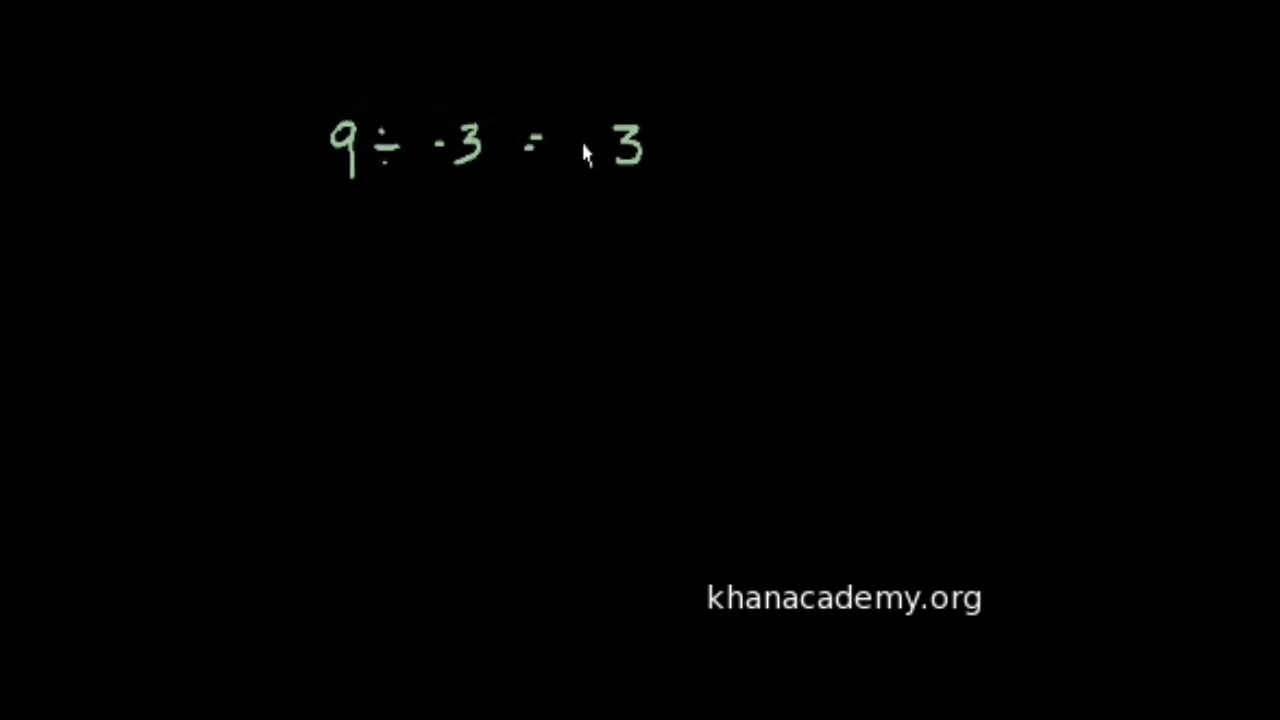 9 ÷ -3 = -3
khanacademy.org